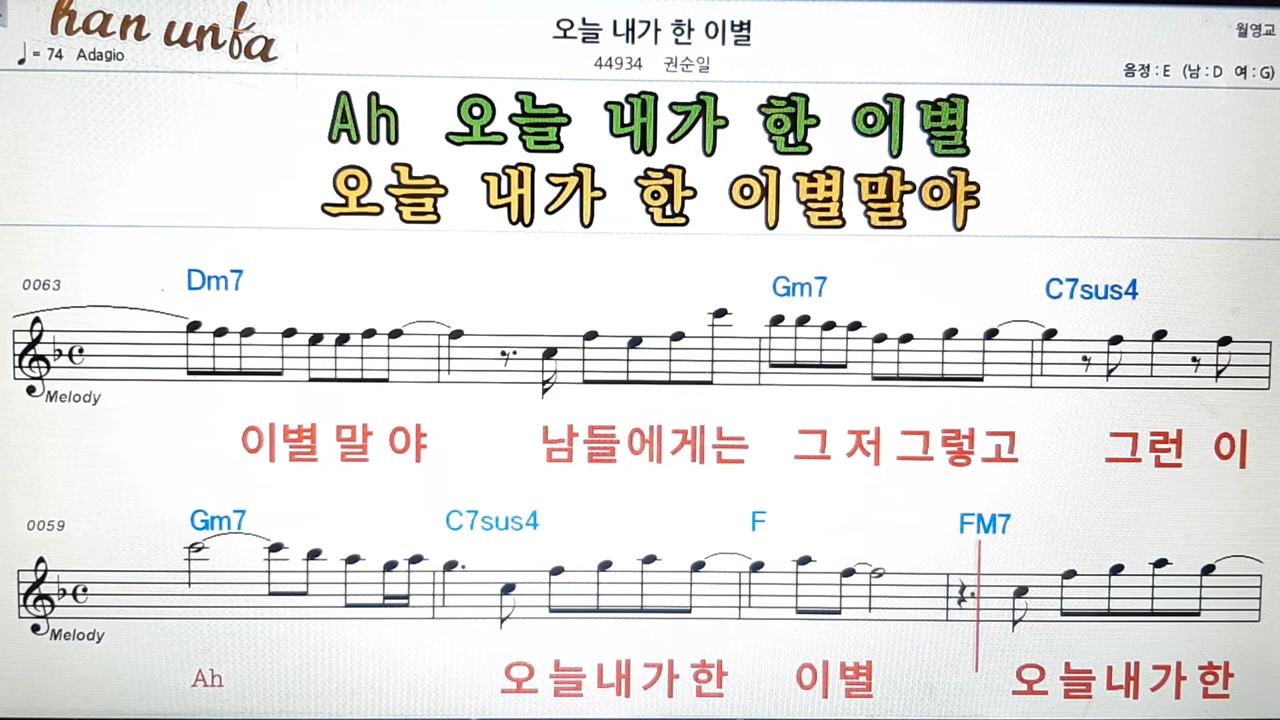 han unfa
♩= 74 Adagio
오늘 내가 한 이별
44934 권순일
월영교
음정 : E (남 : D 여 : G)
Ah 오늘 내가 한 이별
오늘 내가 한 이별말야
0063 Dm7 Gm7 C7sus4
Melody
이별 말 야 남들에게는 그 저 그렇고 그런 이
0059 Gm7 C7sus4 F FM7
Melody
Ah 오늘내가한 이별 오늘내가한